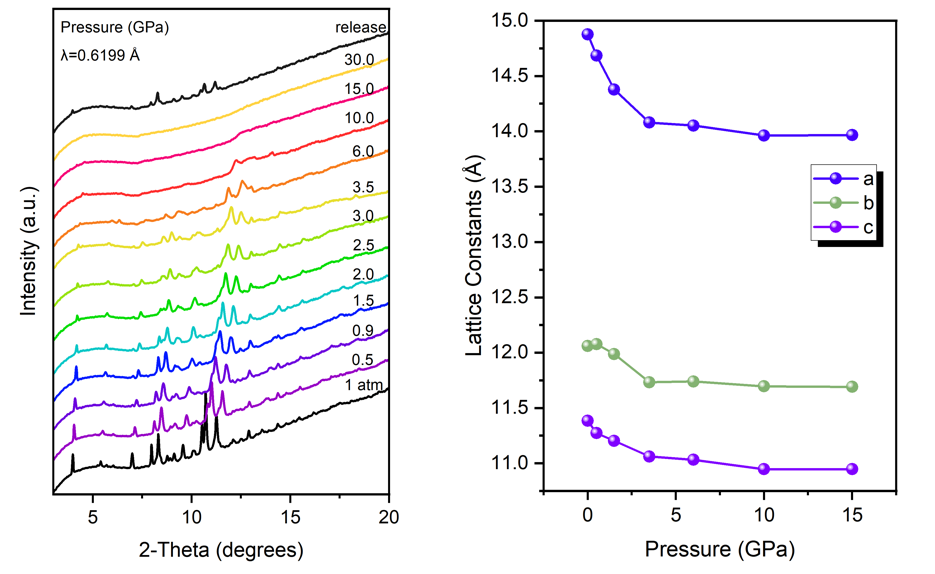 Pressure (GPa)
λ=0.6199 Å
release
30.0
15.0
10.0
6.0
3.5
3.0
2.5
2.0
1.5
0.9
0.5
1 atm
Intensity (a.u.)
5 10 15 20
2-Theta (degrees)
15.0
14.5
14.0
13.5
13.0
12.5
12.0
11.5
11.0
Lattice Constants (Å)
a
b
c
0 5 10 15
Pressure (GPa)